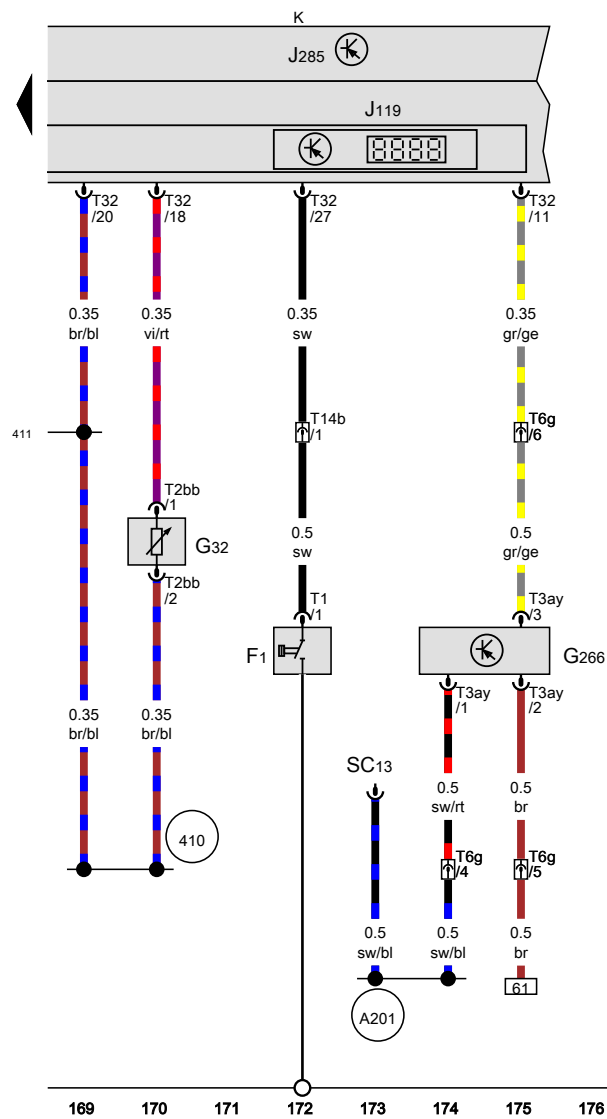 K
J285
J119
T32 T32 T32 T32
/20 /18 /27 /11
0.35 0.35 0.35 0.35
br/bl vi/rt sw gr/ge
T14b T6g
411 /1 /6
T2bb
/1
0.5 0.5
sw gr/ge
G32
T2bb
/2
T1 T3ay
/1 /3
F1 G266
T3ay T3ay
/1 /2
0.35 0.35
br/bl br/bl
SC13
0.5 0.5
sw/rt br
410
T6g T6g
/4 /5
0.5 0.5 0.5
sw/bl sw/bl br
61
A201
169 170 171 172 173 174 175 176